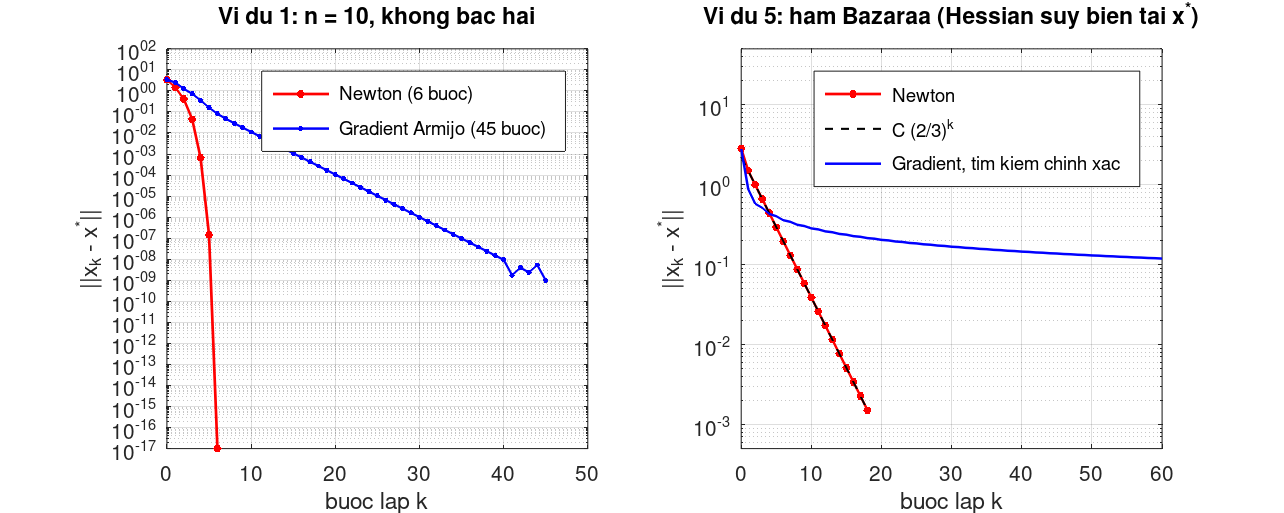 Vi du 1: n = 10, khong bac hai
10^02
10^01
10^00
10^-01
10^-02
10^-03
10^-04
10^-05
10^-06
10^-07
10^-08
10^-09
10^-10
10^-11
10^-12
10^-13
10^-14
10^-15
10^-16
10^-17
||x_k - x^*||
Newton (6 buoc)
Gradient Armijo (45 buoc)
0 10 20 30 40 50
buoc lap k
Vi du 5: ham Bazaraa (Hessian suy bien tai x^*)
10^1
10^0
10^-1
10^-2
10^-3
||x_k - x^*||
Newton
C (2/3)^k
Gradient, tim kiem chinh xac
0 10 20 30 40 50 60
buoc lap k